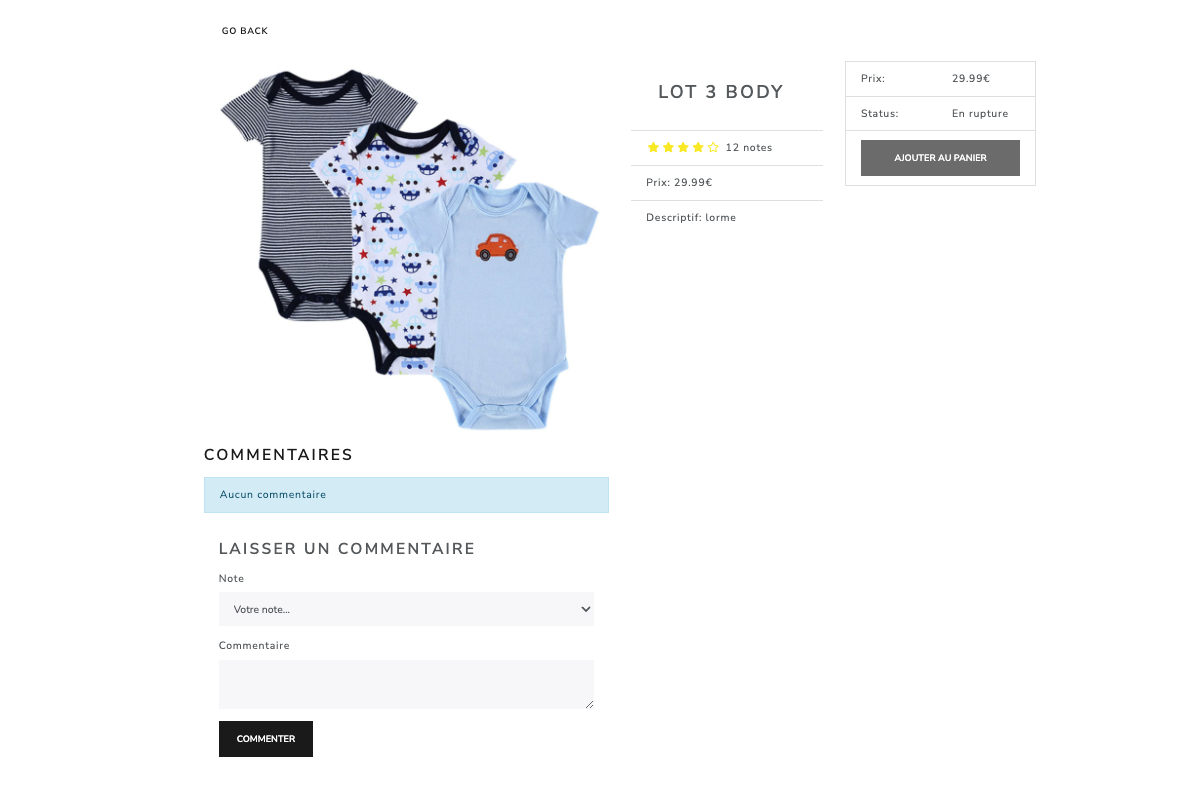 GO BACK
LOT 3 BODY
12 notes
Prix: 29.99€
Descriptif: lorme
Prix: 29.99€
Status: En rupture
AJOUTER AU PANIER
COMMENTAIRES
Aucun commentaire
LAISSER UN COMMENTAIRE
Note
Votre note...
Commentaire
COMMENTER